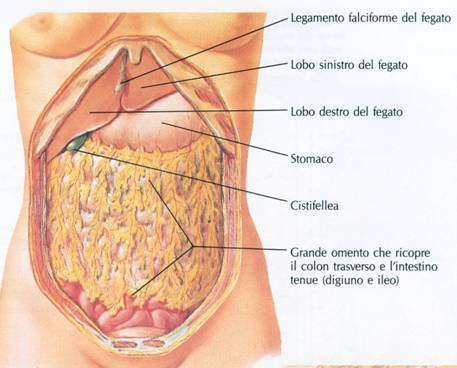 Legamento falciforme del fegato
Lobo sinistro del fegato
Lobo destro del fegato
Stomaco
Cistifellea
Grande omento che ricopre
il colon trasverso e l'intestino
tenue (digiuno e ileo)